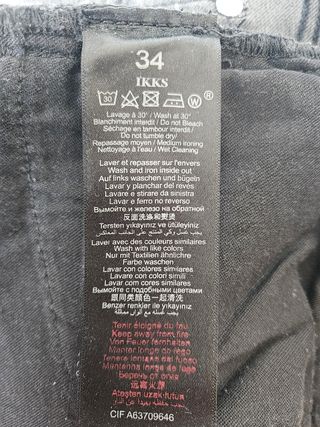 34
IKKS
30
W
Lavage à 30° / Wash at 30°
Blanchiment interdit / Do not Bleach
Séchage en tambour interdit /
Do not tumble dry/
Repassage moyen / Medium ironing
Nettoyage à l'eau / Wet Cleaning
Laver et repasser sur l'envers
Wash and iron inside out
Auf links waschen und bügeln
Lavar y planchar del revés
Lavare e stirare da sinistra
Lavar e ferro no reverso
Вымойте и железо на обратной
反面洗涤和熨烫
Tersten yıkayınız ve ütüleyiniz
Laver avec des couleurs similaires
Wash with like colors
Nur mit Textilien ähnlichen
Farbe waschen
Lavar con colores similares
Lavare con colori simili
Lavar com cores similares
Вымойте с подобными цветами
跟同类颜色一起清洗
Benzer renkler ile yıkayınız
Tenir éloigné du feu
Keep away from fire
Von Feuer fernhalten
Mantener lejos del fuego
Tenere lontano dal fuoco
Mantenha longe de fogo
Беречь от огня
远离火源
Ateşten uzak tutun
CIF A63709646